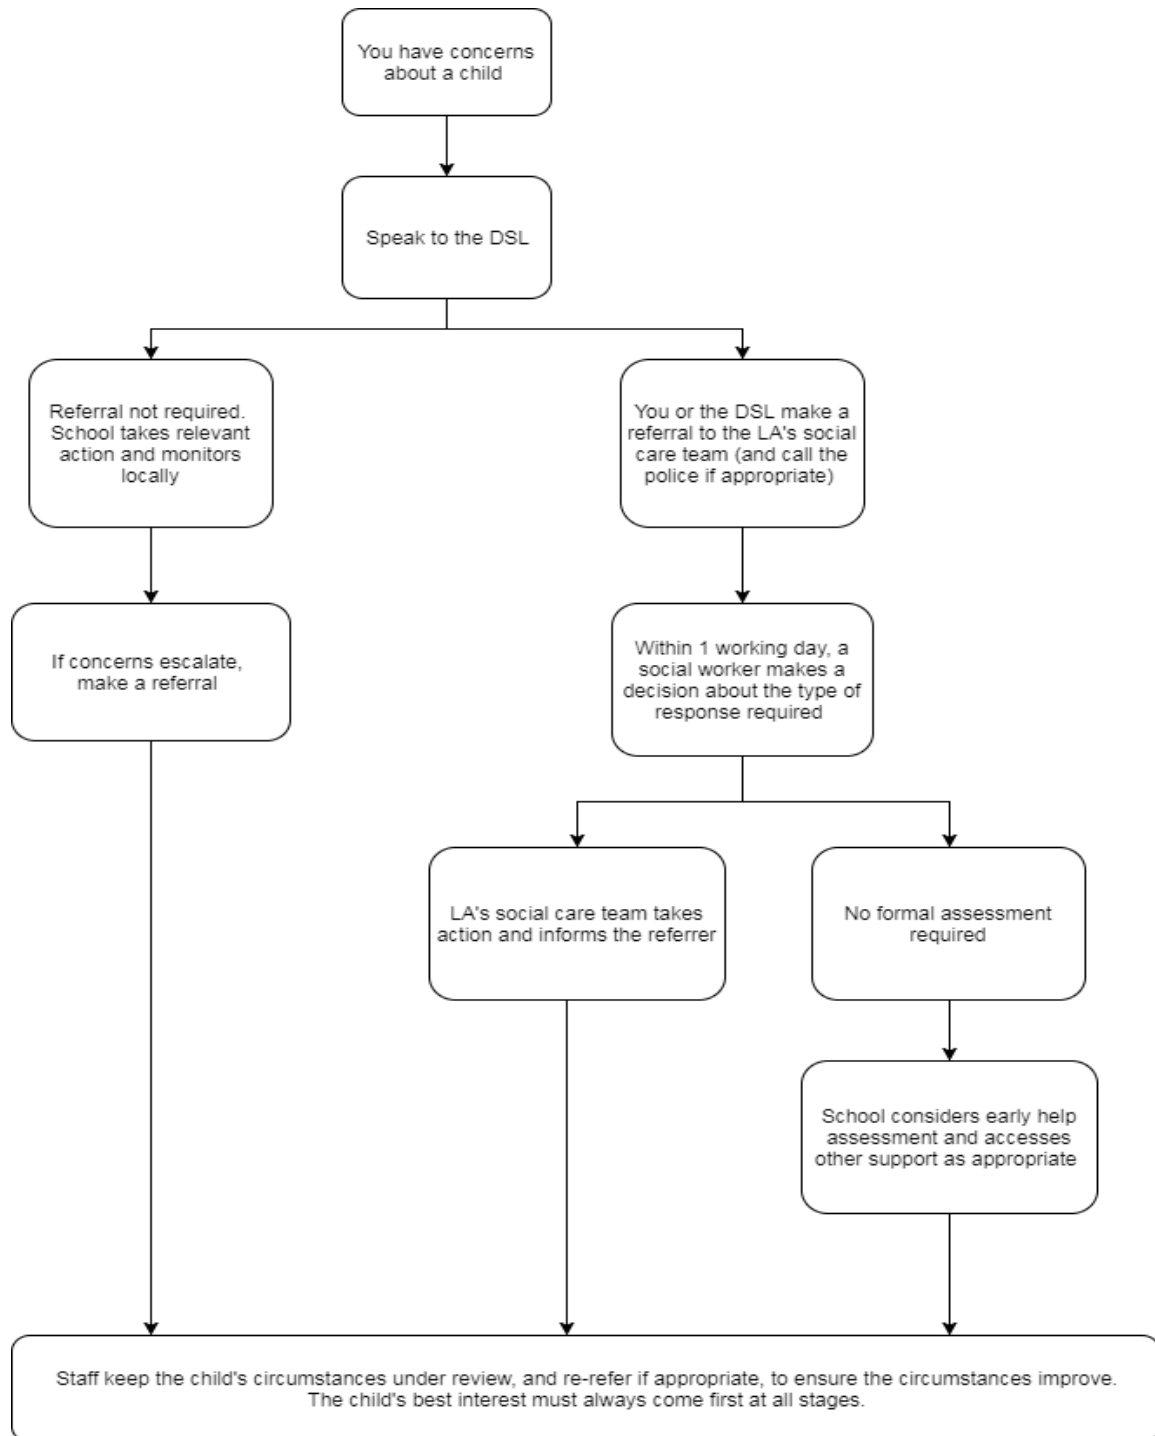 You have concerns
about a child
Speak to the DSL
Referral not required.
School takes relevant
action and monitors
locally
You or the DSL make a
referral to the LA's social
care team (and call the
police if appropriate)
If concerns escalate,
make a referral
Within 1 working day, a
social worker makes a
decision about the type of
response required
LA's social care team takes
action and informs the referrer
No formal assessment
required
School considers early help
assessment and accesses
other support as appropriate
Staff keep the child's circumstances under review, and re-refer if appropriate, to ensure the circumstances improve.
The child's best interest must always come first at all stages.